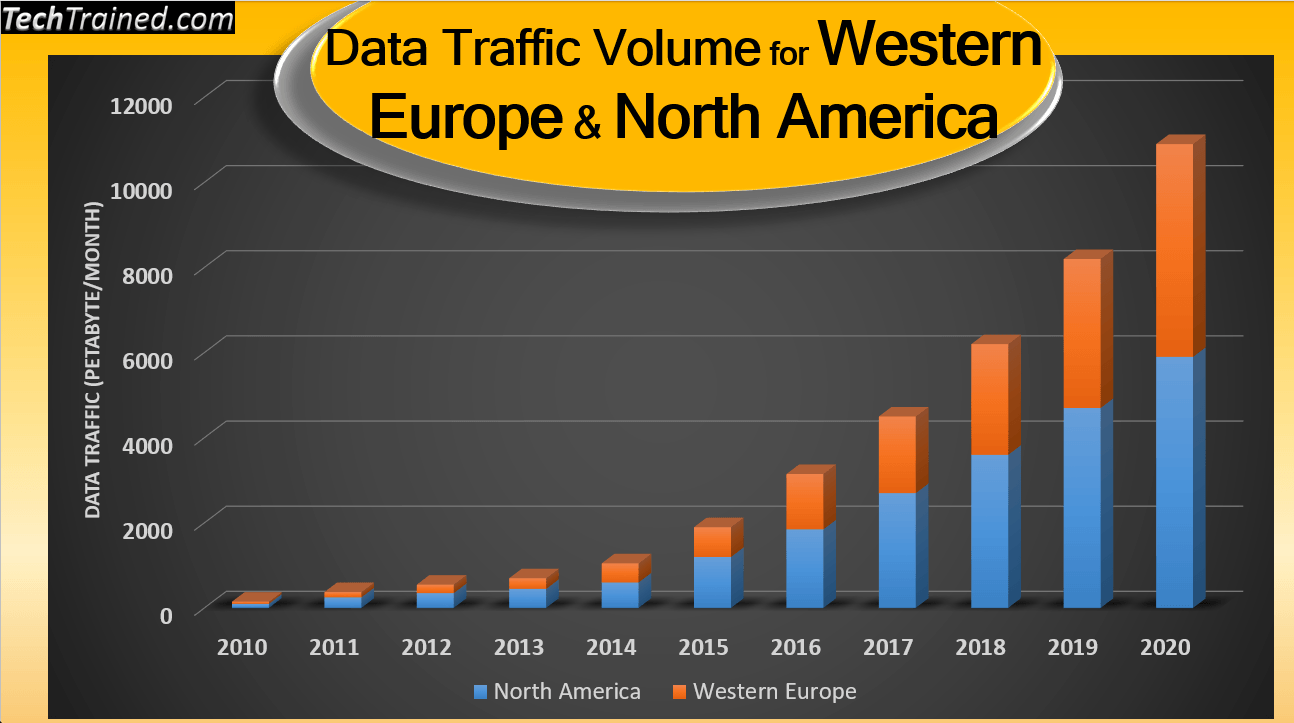 TechTrained.com
Data Traffic Volume for Western
Europe & North America
DATA TRAFFIC (PETABYTE/MONTH)
12000
10000
8000
6000
4000
2000
0
2010 2011 2012 2013 2014 2015 2016 2017 2018 2019 2020
North America Western Europe